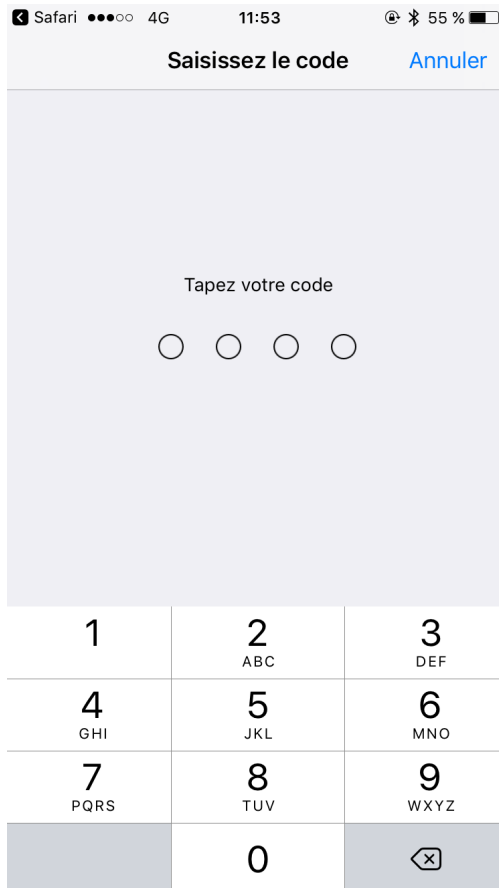 Safari 4G 11:53 55 %
Saisissez le code Annuler
Tapez votre code
1 2 3
ABC DEF
4 5 6
GHI JKL MNO
7 8 9
PQRS TUV WXYZ
0